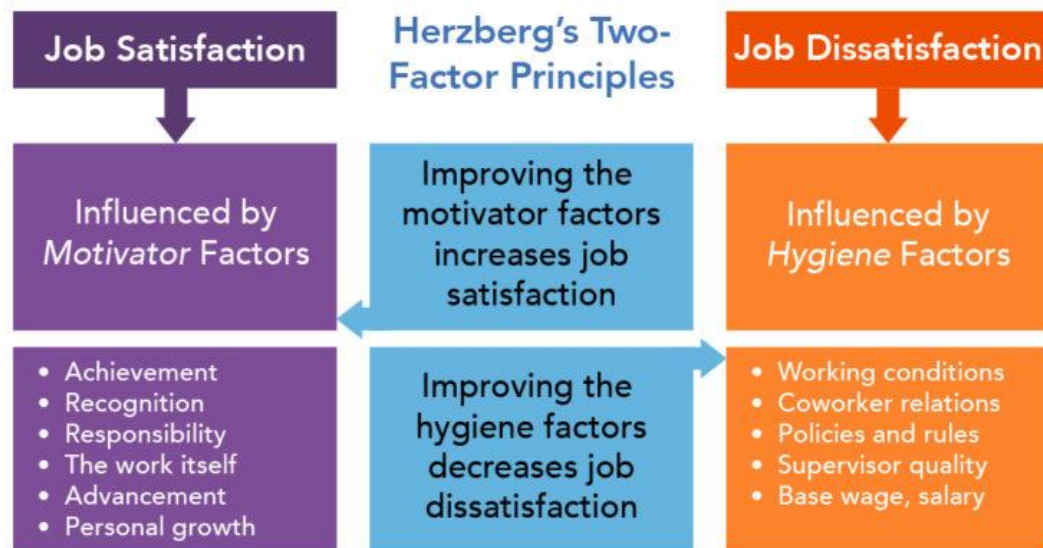 Job Satisfaction
Herzberg's Two-
Factor Principles
Job Dissatisfaction
Influenced by
Motivator Factors
Improving the
motivator factors
increases job
satisfaction
Influenced by
Hygiene Factors
• Achievement
• Recognition
• Responsibility
• The work itself
• Advancement
• Personal growth
Improving the
hygiene factors
decreases job
dissatisfaction
• Working conditions
• Coworker relations
• Policies and rules
• Supervisor quality
• Base wage, salary